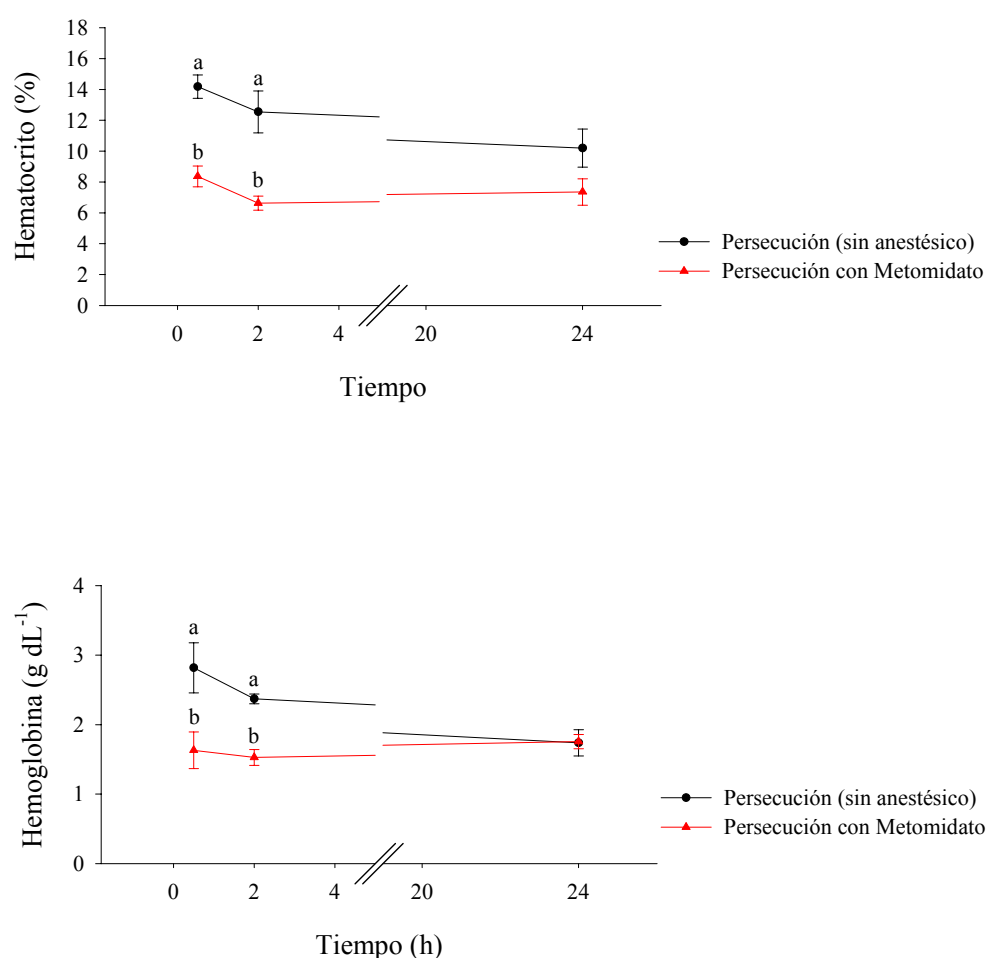 18
16
14
12
10
8
6
4
2
0
Hematocrito (%)
a
a
b
b
0 2 4 20 24
Tiempo
Persecución (sin anestésico)
Persecución con Metomidato
4
3
2
1
0
Hemoglobina (g dL⁻¹)
a
a
b
b
0 2 4 20 24
Tiempo (h)
Persecución (sin anestésico)
Persecución con Metomidato